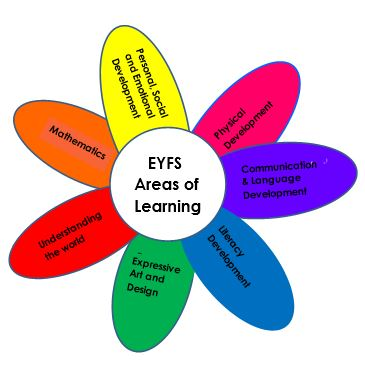 EYFS
Areas of
Learning
Personal, Social
and Emotional
Development
Physical
Development
Communication
& Language
Development
Literacy
Development
Expressive
Art and
Design
Understanding
the world
Mathematics